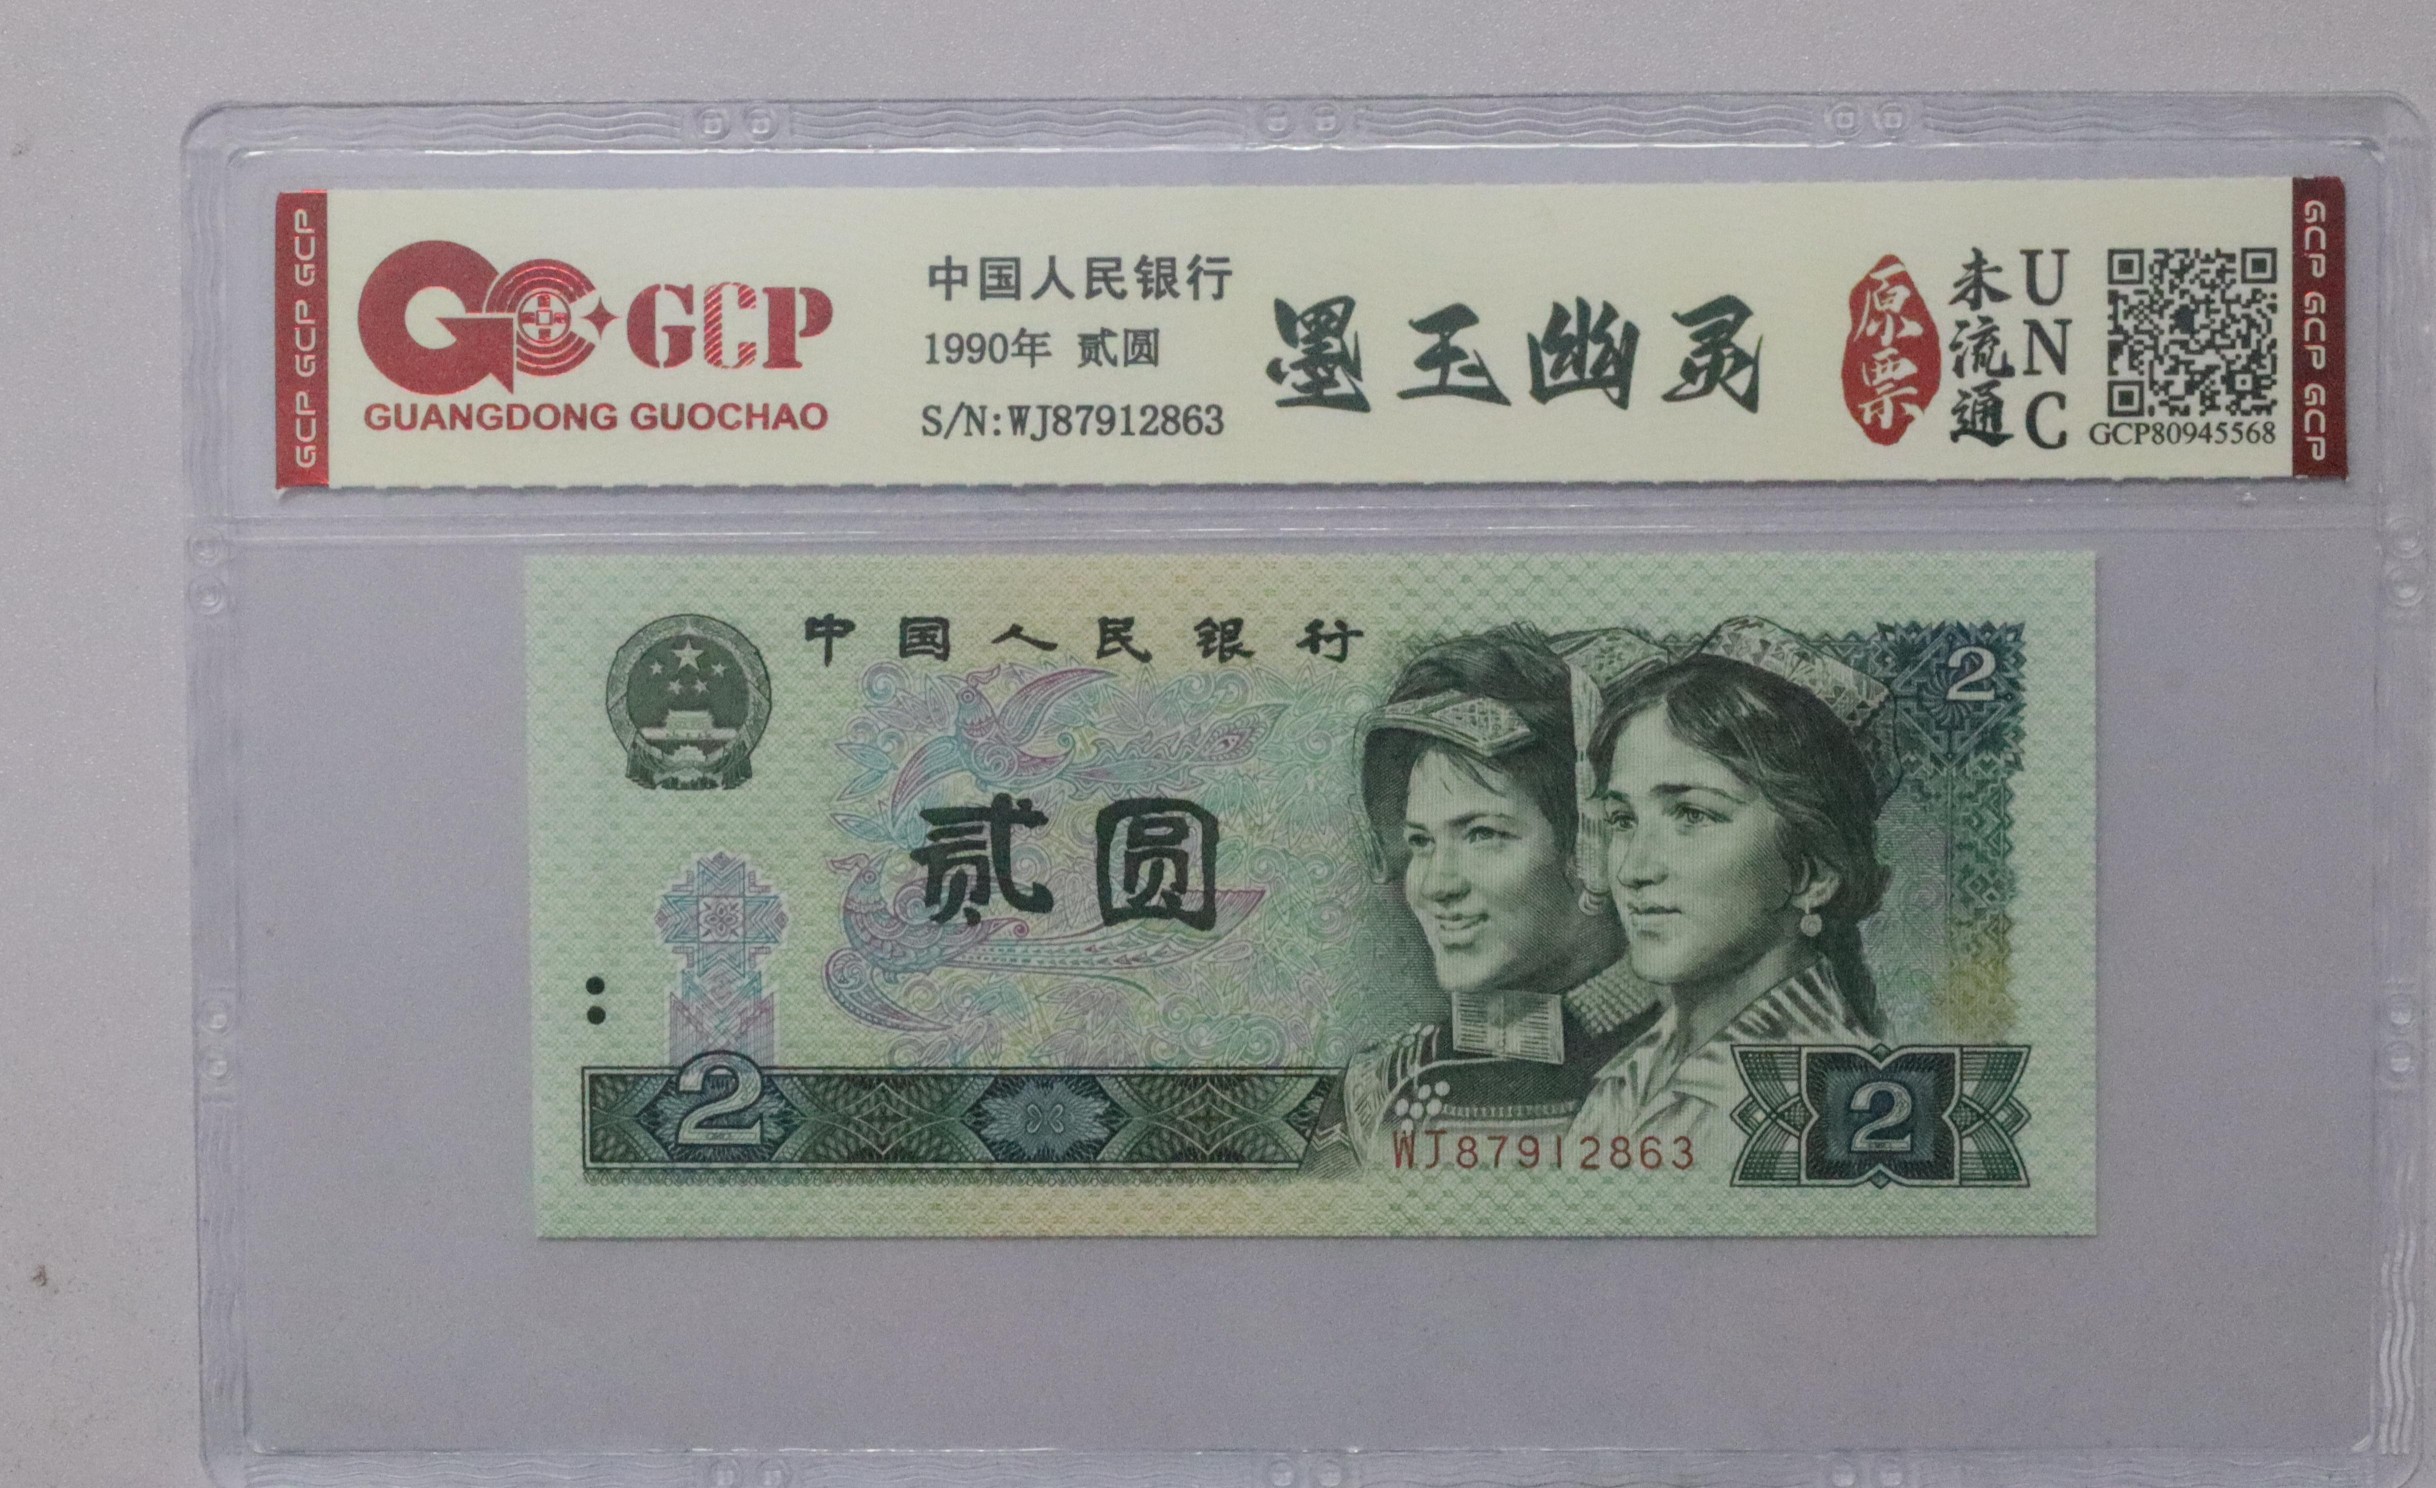 GCP GCP GCP
GC GCP
GUANGDONG GUOCHAO
中国人民银行
1990年 贰圆
S/N:WJ87912863
墨玉幽灵
原票
未流通
UNC
GCP80945568
GCP GCP GCP
中国人民银行
2
贰圆
2
WJ87912863
2